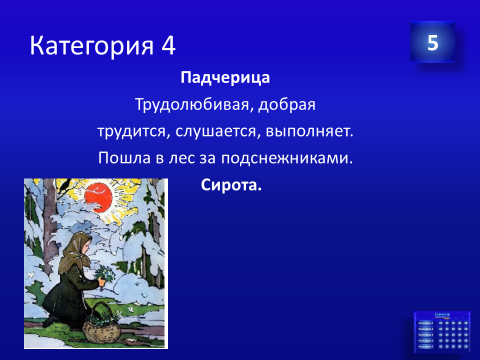 Категория 4
5
Падчерица
Трудолюбивая, добрая
трудится, слушается, выполняет.
Пошла в лес за подснежниками.
Сирота.